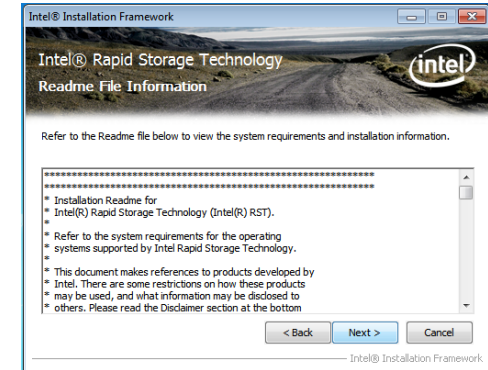 Intel® Installation Framework
Intel® Rapid Storage Technology
Readme File Information
intel
Refer to the Readme file below to view the system requirements and installation information.
************************************************************
************************************************************
* Installation Readme for
* Intel(R) Rapid Storage Technology (Intel(R) RST).
*
* Refer to the system requirements for the operating
* systems supported by Intel Rapid Storage Technology.
*
* This document makes references to products developed by
* Intel. There are some restrictions on how these products
* may be used, and what information may be disclosed to
* others. Please read the Disclaimer section at the bottom
< Back Next > Cancel
Intel® Installation Framework